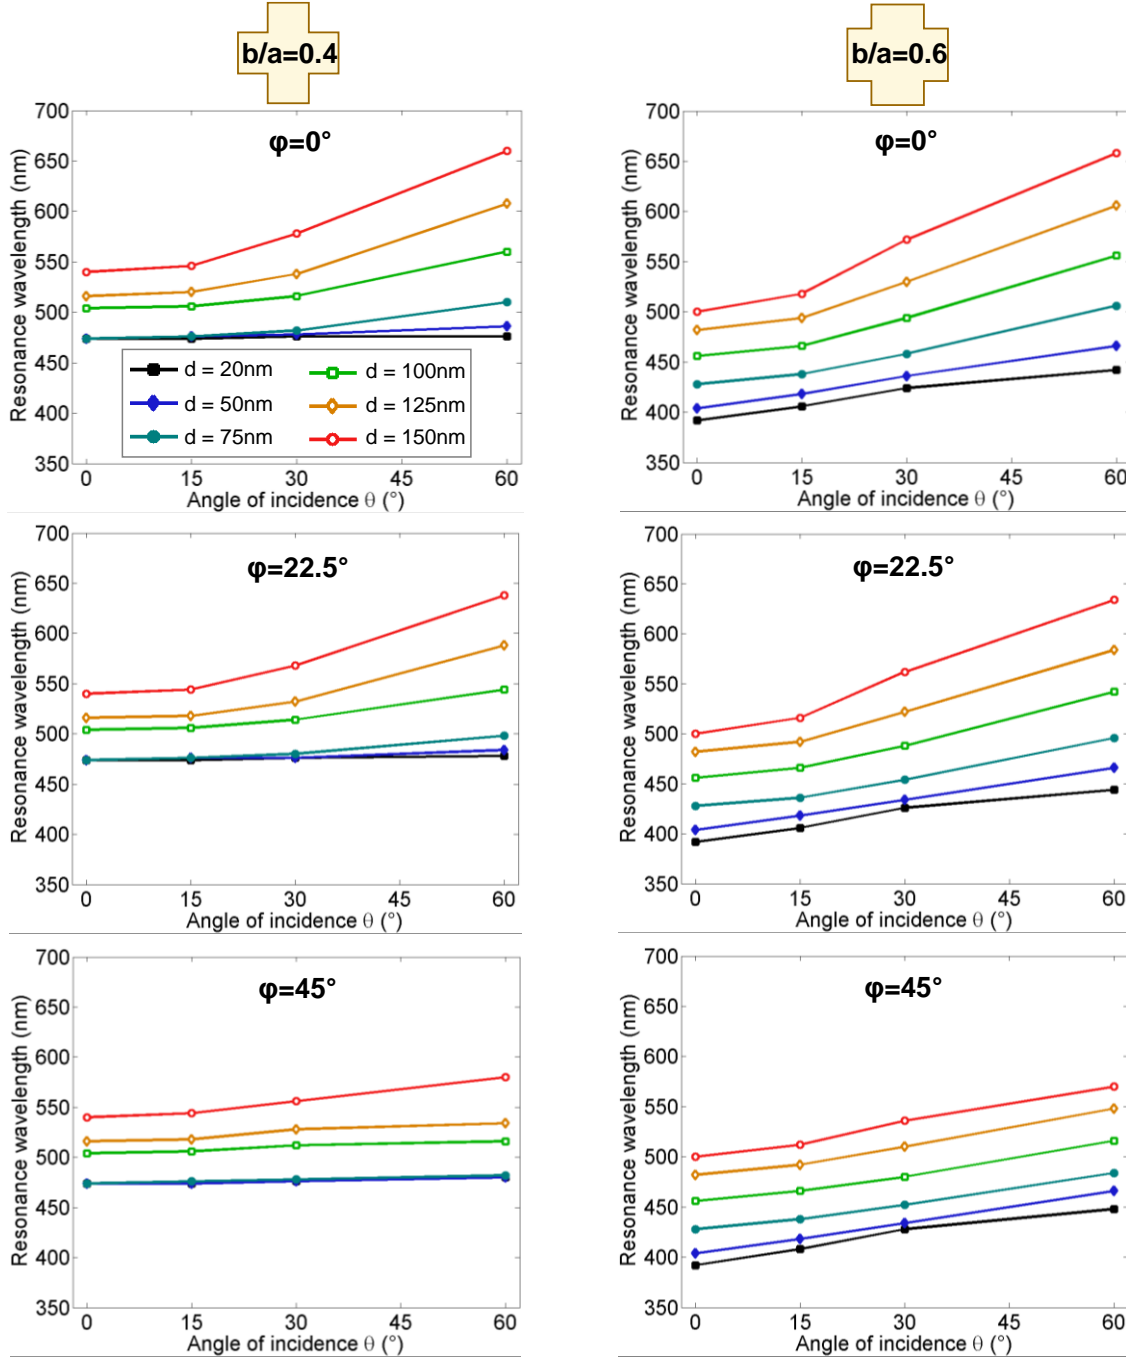 b/a=0.4
b/a=0.6
φ=0°
700
650
600
550
500
450
400
350
Resonance wavelength (nm)
0 15 30 45 60
Angle of incidence θ (°)
d = 20nm
d = 50nm
d = 75nm
d = 100nm
d = 125nm
d = 150nm
φ=0°
700
650
600
550
500
450
400
350
Resonance wavelength (nm)
0 15 30 45 60
Angle of incidence θ (°)
φ=22.5°
700
650
600
550
500
450
400
350
Resonance wavelength (nm)
0 15 30 45 60
Angle of incidence θ (°)
φ=22.5°
700
650
600
550
500
450
400
350
Resonance wavelength (nm)
0 15 30 45 60
Angle of incidence θ (°)
φ=45°
700
650
600
550
500
450
400
350
Resonance wavelength (nm)
0 15 30 45 60
Angle of incidence θ (°)
φ=45°
700
650
600
550
500
450
400
350
Resonance wavelength (nm)
0 15 30 45 60
Angle of incidence θ (°)